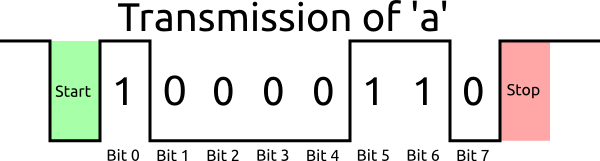 Transmission of 'a'
Start 1 0 0 0 0 1 1 0 Stop
Bit 0 Bit 1 Bit 2 Bit 3 Bit 4 Bit 5 Bit 6 Bit 7